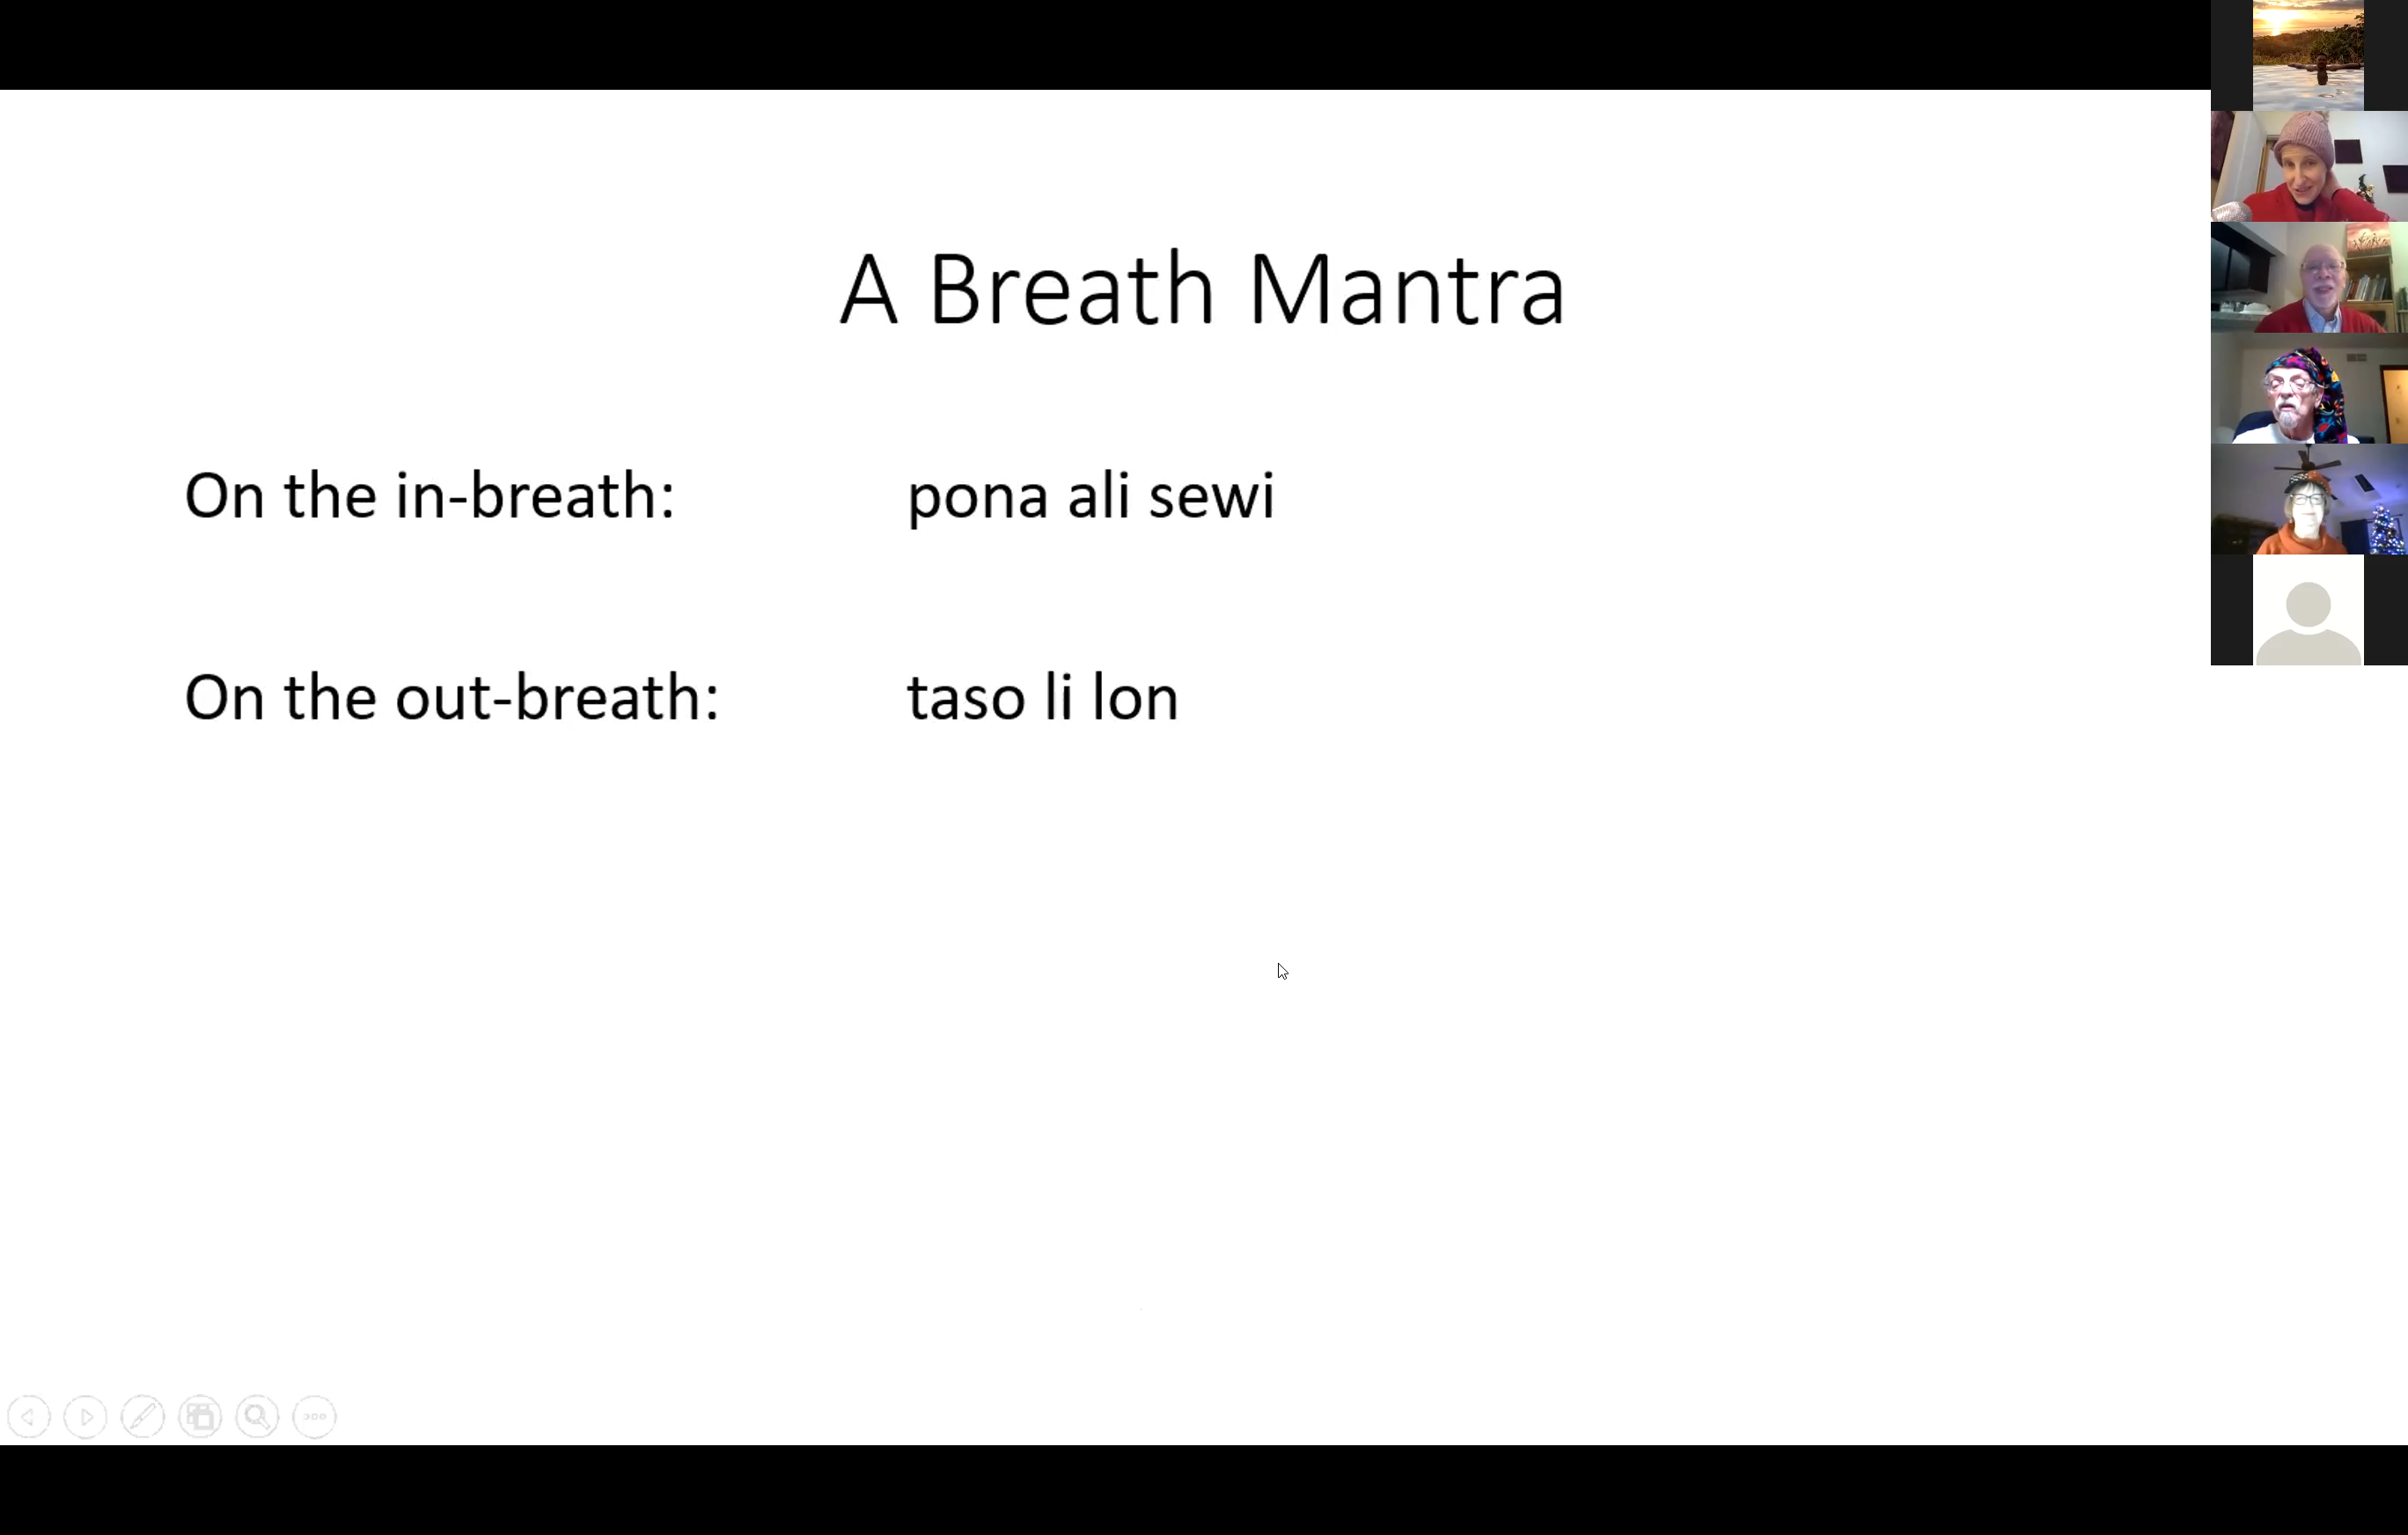 A Breath Mantra
On the in-breath: pona ali sewi
On the out-breath: taso li lon